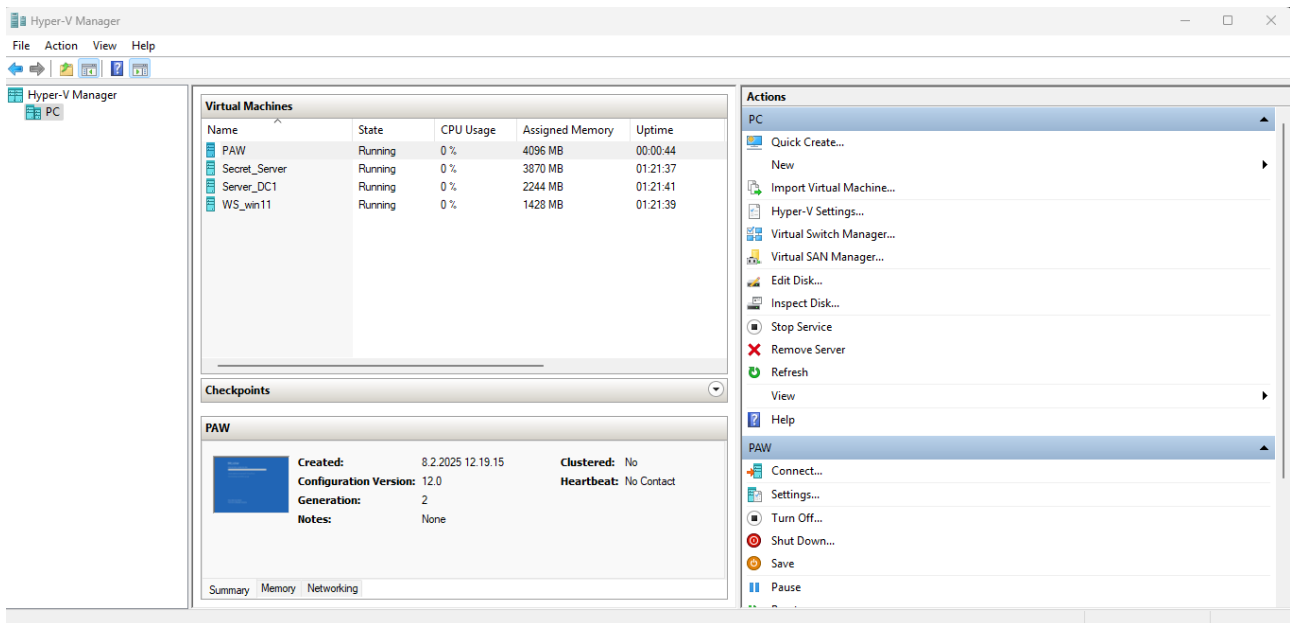 Hyper-V Manager
File Action View Help
Hyper-V Manager
PC
Virtual Machines
Name State CPU Usage Assigned Memory Uptime
PAW Running 0 % 4096 MB 00:00:44
Secret_Server Running 0 % 3870 MB 01:21:37
Server_DC1 Running 0 % 2244 MB 01:21:41
WS_win11 Running 0 % 1428 MB 01:21:39
Checkpoints
PAW
Created: 8.2.2025 12.19.15 Clustered: No
Configuration Version: 12.0 Heartbeat: No Contact
Generation: 2
Notes: None
Summary Memory Networking
Actions
PC
Quick Create...
New
Import Virtual Machine...
Hyper-V Settings...
Virtual Switch Manager...
Virtual SAN Manager...
Edit Disk...
Inspect Disk...
Stop Service
Remove Server
Refresh
View
Help
PAW
Connect...
Settings...
Turn Off...
Shut Down...
Save
Pause